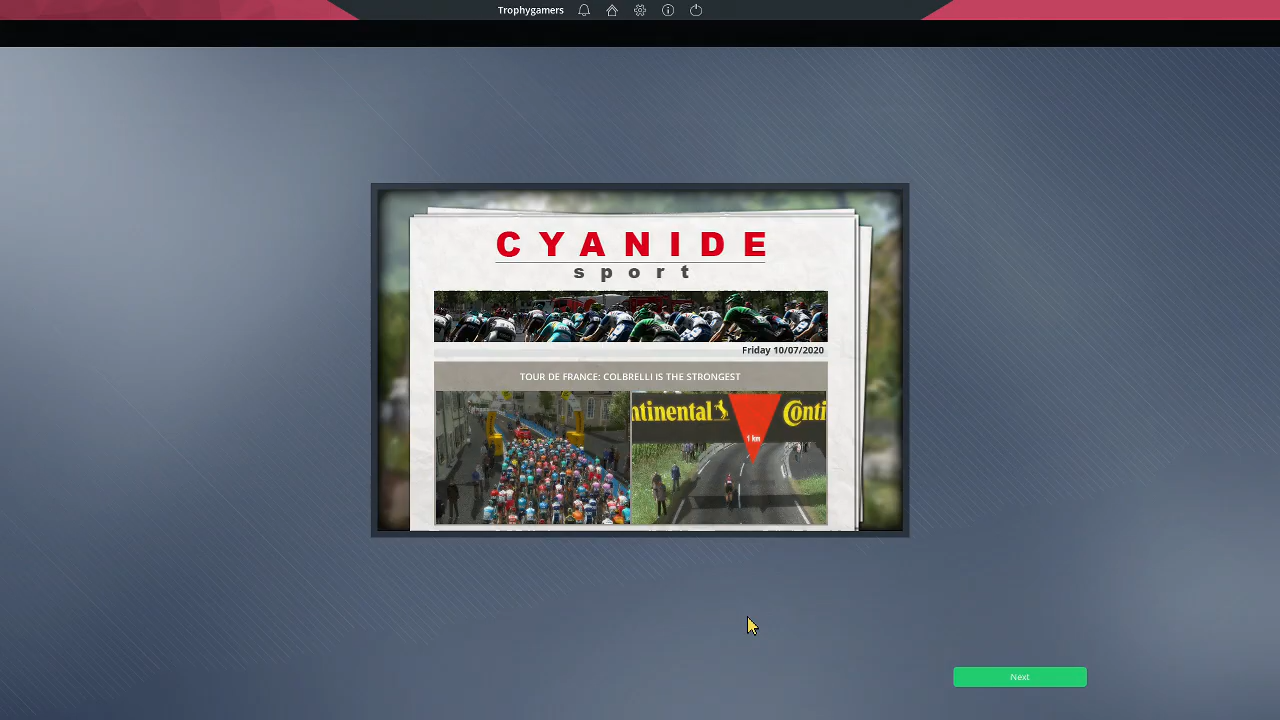 Trophygamers
CYANIDE
sport
Friday 10/07/2020
TOUR DE FRANCE: COLBRELLI IS THE STRONGEST
ntinental Conti
1 km
Next